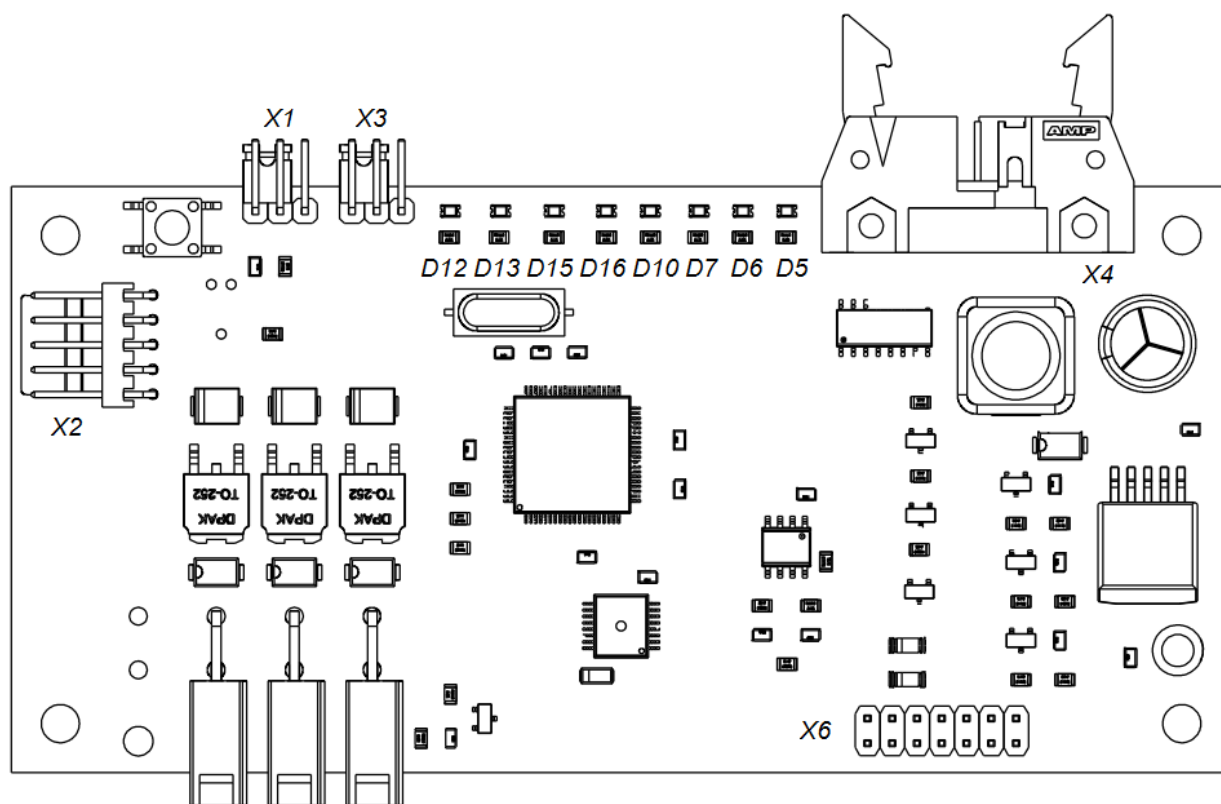 X1 X3
AMP
D12 D13 D15 D16 D10 D7 D6 D5
X4
X2
TO-252 TO-252 TO-252
DPAK DPAK DPAK
X6